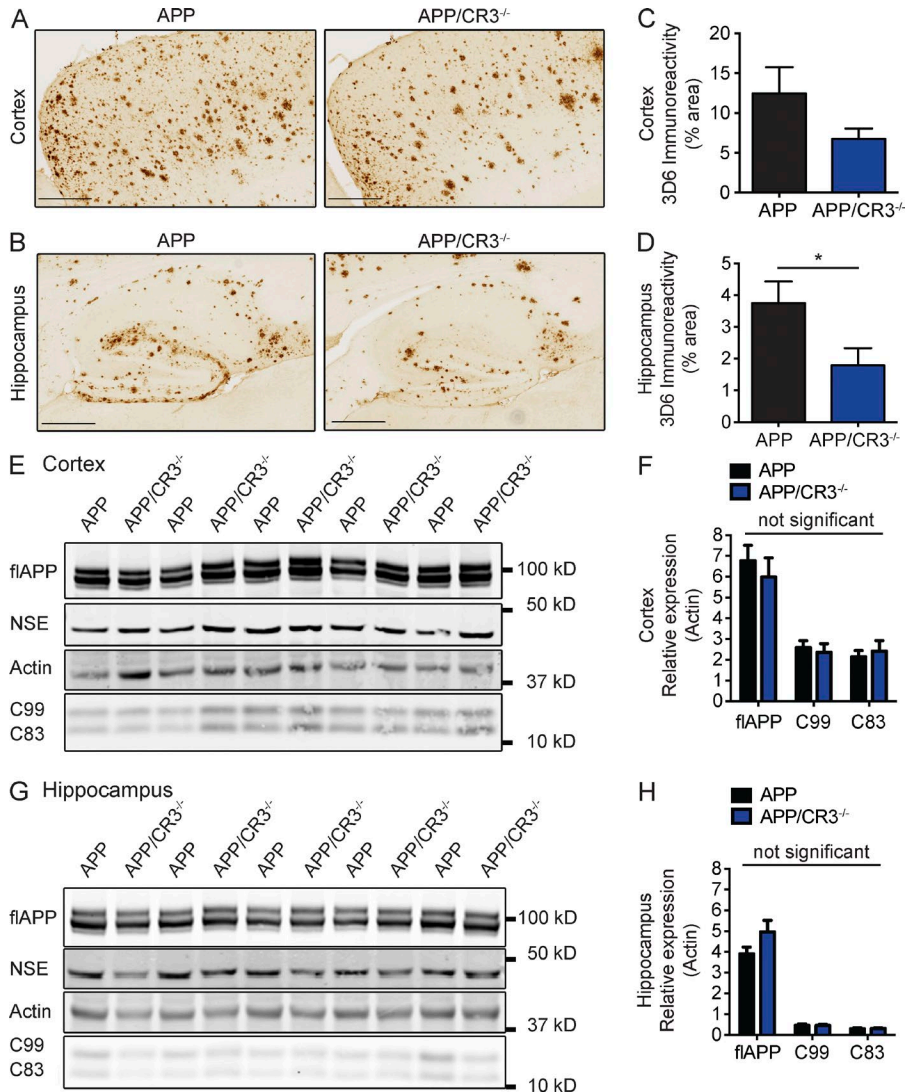 A
APP
APP/CR3-/-
Cortex
B
APP
APP/CR3-/-
Hippocampus
C
Cortex
3D6 Immunoreactivity
(% area)
20
15
10
5
0
APP
APP/CR3-/-
D
Hippocampus
3D6 Immunoreactivity
(% area)
5
4
3
2
1
0
*
APP
APP/CR3-/-
E Cortex
APP
APP/CR3-/-
APP
APP/CR3-/-
APP
APP/CR3-/-
APP
APP/CR3-/-
APP
APP/CR3-/-
flAPP
100 kD
50 kD
NSE
Actin
37 kD
C99
C83
10 kD
F
APP
APP/CR3-/-
not significant
Cortex
Relative expression
(Actin)
8
7
6
5
4
3
2
1
0
flAPP
C99
C83
G Hippocampus
APP
APP/CR3-/-
APP
APP/CR3-/-
APP
APP/CR3-/-
APP
APP/CR3-/-
APP
APP/CR3-/-
flAPP
100 kD
50 kD
NSE
Actin
37 kD
C99
C83
10 kD
H
APP
APP/CR3-/-
not significant
Hippocampus
Relative expression
(Actin)
8
7
6
5
4
3
2
1
0
flAPP
C99
C83